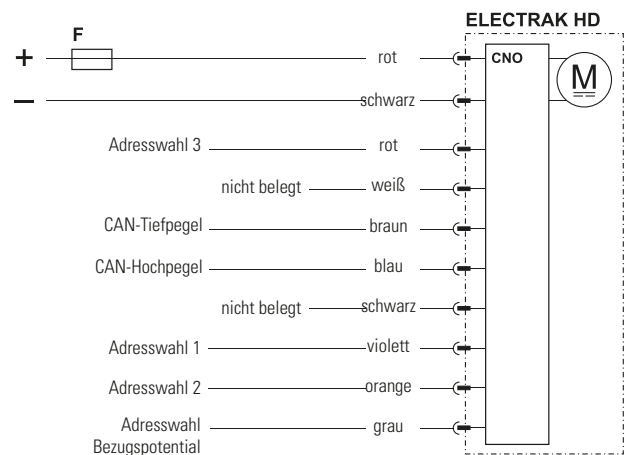 ELECTRAK HD
F
+ rot CNO M
– schwarz
Adresswahl 3 rot
nicht belegt weiß
CAN-Tiefpegel braun
CAN-Hochpegel blau
nicht belegt schwarz
Adresswahl 1 violett
Adresswahl 2 orange
Adresswahl grau
Bezugspotential